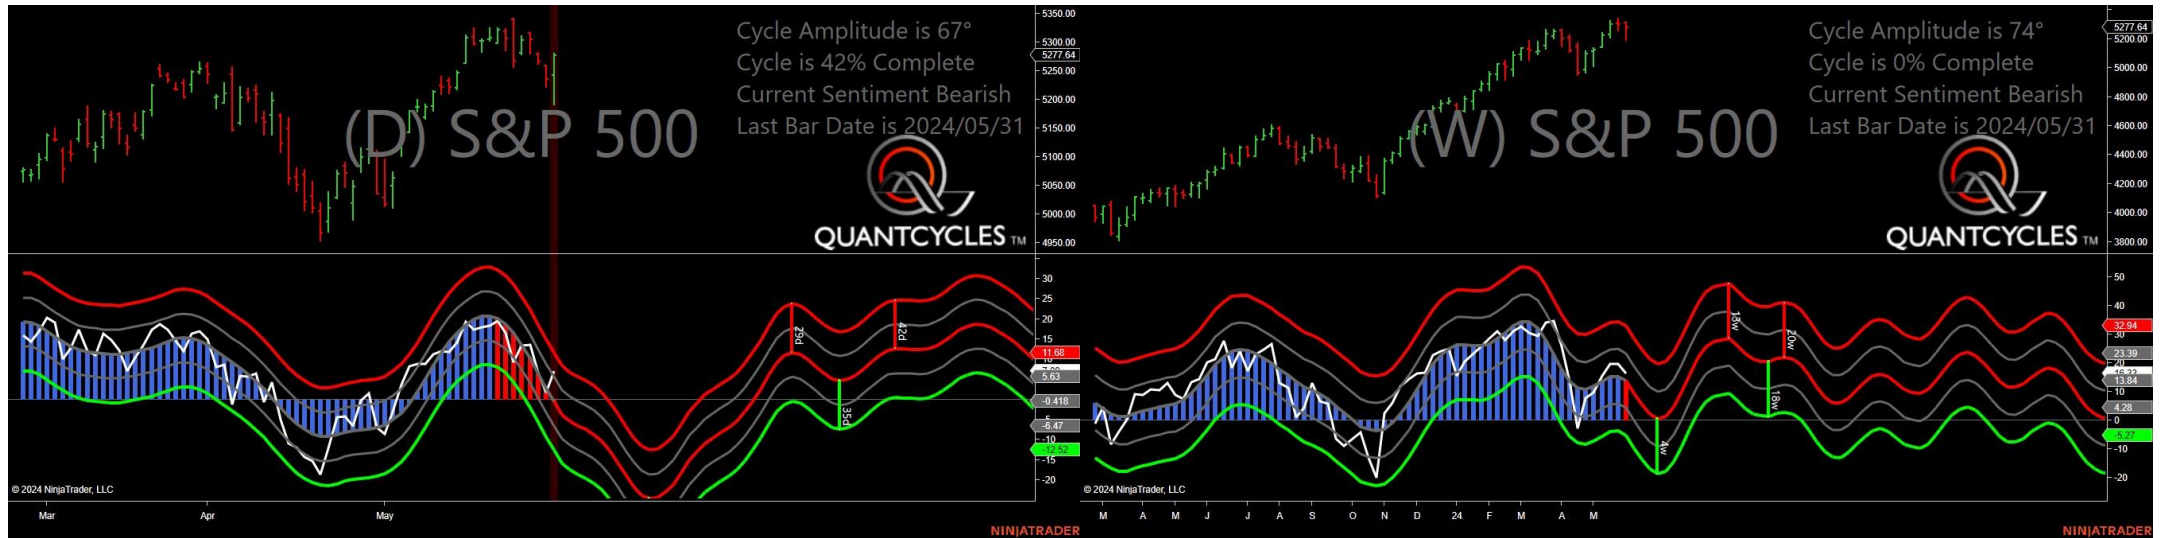 (D) S&P 500
Cycle Amplitude is 67°
Cycle is 42% Complete
Current Sentiment Bearish
Last Bar Date is 2024/05/31
QUANTCYCLES TM
5350.00
5300.00
5277.64
5250.00
5200.00
5150.00
5100.00
5050.00
5000.00
4950.00
29d
35d
42d
30
25
20
15
11.68
5.63
-0.418
-6.47
-10
-12.52
-15
-20
© 2024 NinjaTrader, LLC
Mar Apr May
NINJATRADER
(W) S&P 500
Cycle Amplitude is 74°
Cycle is 0% Complete
Current Sentiment Bearish
Last Bar Date is 2024/05/31
QUANTCYCLES TM
5277.64
5200.00
5000.00
4800.00
4600.00
4400.00
4200.00
4000.00
3800.00
4w
18w
20w
50
40
32.94
30
23.39
13.84
10
4.28
0
-5.27
-10
-20
© 2024 NinjaTrader, LLC
M A M J J A S O N D 24 F M A M
NINJATRADER